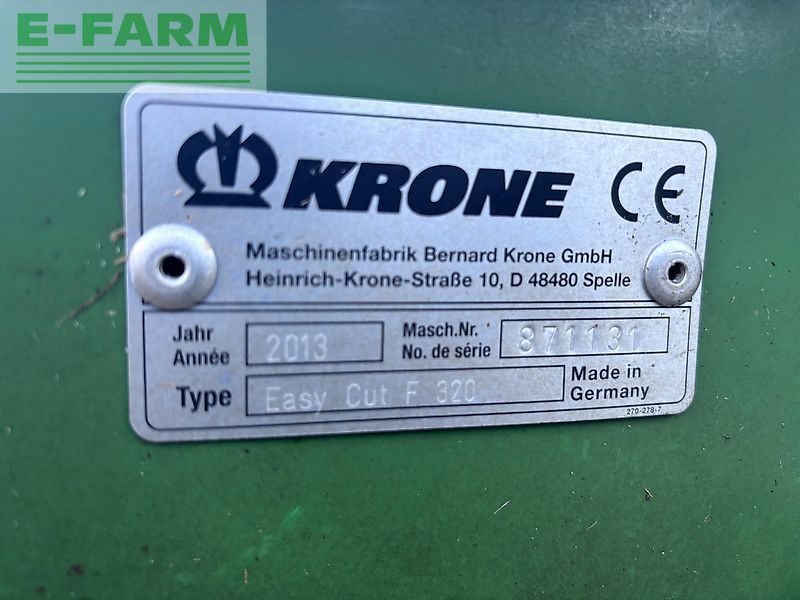 E-FARM
KRONE CE
Maschinenfabrik Bernard Krone GmbH
Heinrich-Krone-Straße 10, D 48480 Spelle
Jahr
Année 2013
Masch.Nr.
No. de série 871131
Type Easy Cut F 320
Made in
Germany
270-278-7